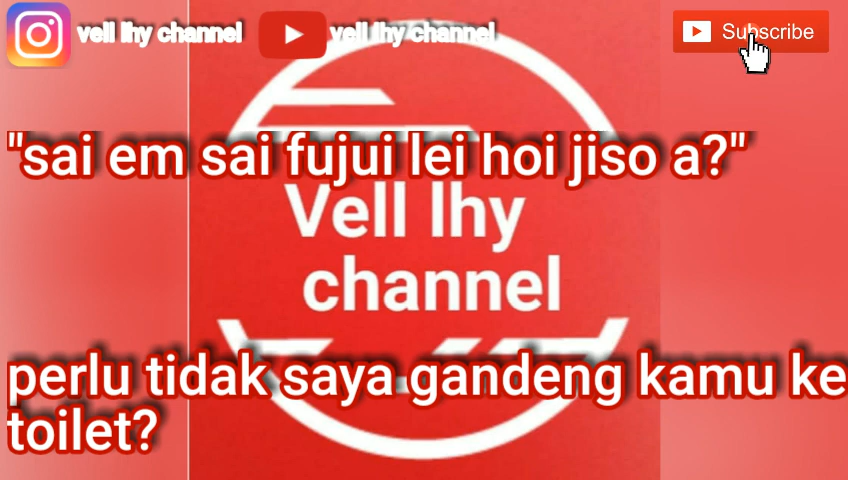 vell lhy channel
vell lhy channel
Subscribe
"sai em sai fujui lei hoi jiso a?"
Vell lhy
channel
perlu tidak saya gandeng kamu ke
toilet?